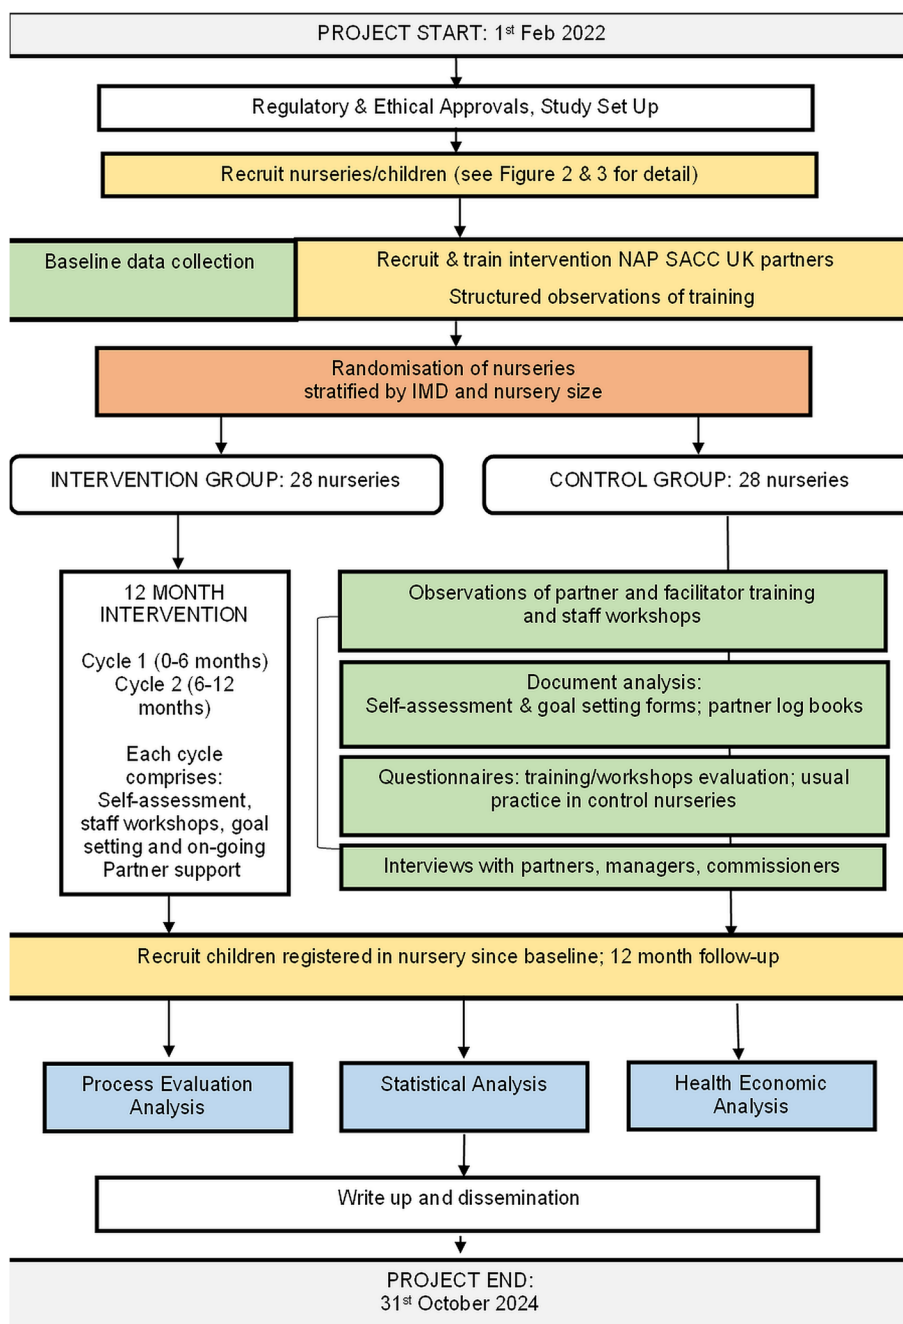 PROJECT START: 1st Feb 2022
Regulatory & Ethical Approvals, Study Set Up
Recruit nurseries/children (see Figure 2 & 3 for detail)
Baseline data collection
Recruit & train intervention NAP SACC UK partners
Structured observations of training
Randomisation of nurseries
stratified by IMD and nursery size
INTERVENTION GROUP: 28 nurseries
CONTROL GROUP: 28 nurseries
12 MONTH
INTERVENTION
Cycle 1 (0-6 months)
Cycle 2 (6-12
months)
Each cycle
comprises:
Self-assessment,
staff workshops, goal
setting and on-going
Partner support
Observations of partner and facilitator training
and staff workshops
Document analysis:
Self-assessment & goal setting forms; partner log books
Questionnaires: training/workshops evaluation; usual
practice in control nurseries
Interviews with partners, managers, commissioners
Recruit children registered in nursery since baseline; 12 month follow-up
Process Evaluation
Analysis
Statistical Analysis
Health Economic
Analysis
Write up and dissemination
PROJECT END:
31st October 2024